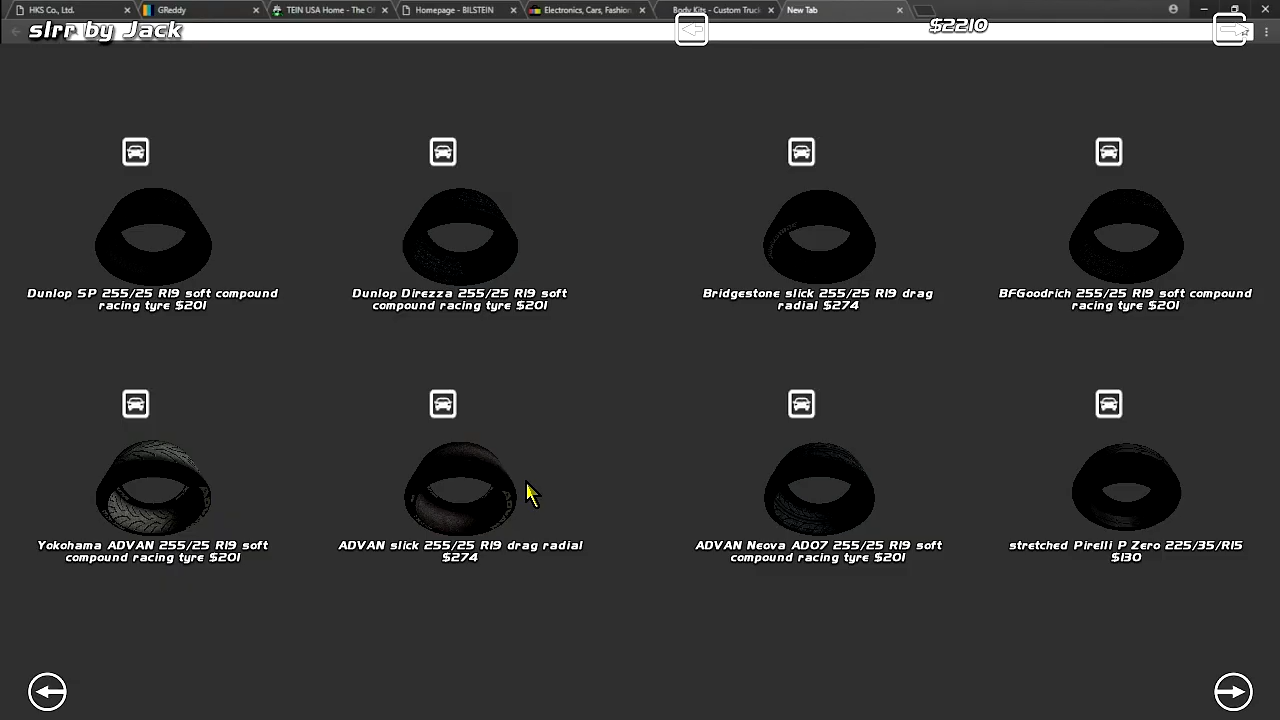 HKS Co., Ltd.
GReddy
TEIN USA Home - The Of
Homepage - BILSTEIN
Electronics, Cars, Fashion
Body Kits - Custom Truck
New Tab
slrr by Jack
$2210
Dunlop SP 255/25 R19 soft compound
racing tyre $201
Dunlop Direzza 255/25 R19 soft
compound racing tyre $201
Bridgestone slick 255/25 R19 drag
radial $274
BFGoodrich 255/25 R19 soft compound
racing tyre $201
Yokohama ADVAN 255/25 R19 soft
compound racing tyre $201
ADVAN slick 255/25 R19 drag radial
$274
ADVAN Neova AD07 255/25 R19 soft
compound racing tyre $201
stretched Pirelli P Zero 225/35/R15
$130